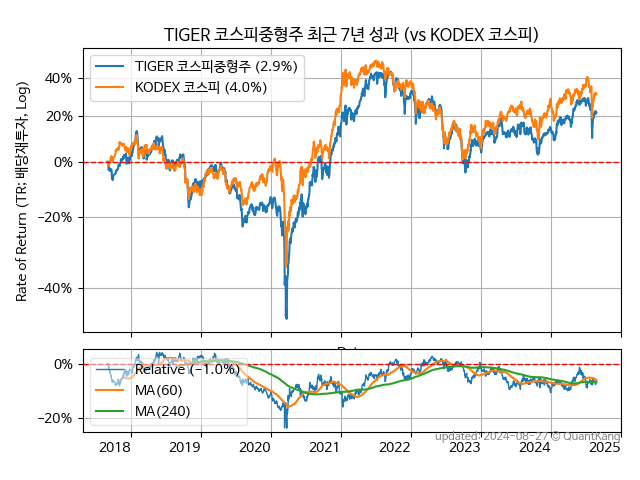 TIGER 코스피중형주 최근 7년 성과 (vs KODEX 코스피)
Rate of Return (TR: 배당재투자, Log)
40%
20%
0%
−20%
−40%
TIGER 코스피중형주 (2.9%)
KODEX 코스피 (4.0%)
0%
−20%
Relative (−1.0%)
MA(60)
MA(240)
2018 2019 2020 2021 2022 2023 2024 2025
updated: 2024-08-27 © QuantKang